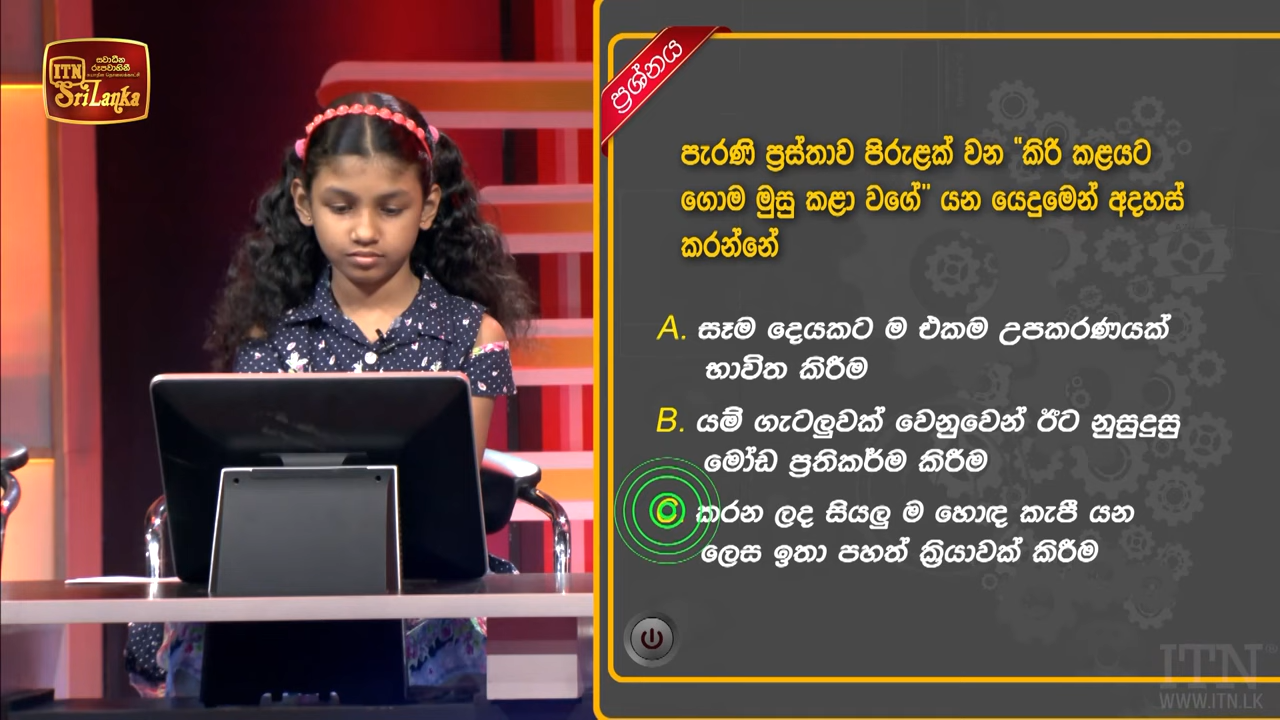 ස්වාධීන
රූපවාහිනී
ITN
Sri Lanka
ප්‍රශ්නය
පැරණි ප්‍රස්තාව පිරුළක් වන "කිරි කළයට
ගොම මුසු කළා වගේ" යන යෙදුමෙන් අදහස්
කරන්නේ
A. සෑම දෙයකට ම එකම උපකරණයක්
භාවිත කිරීම
B. යම් ගැටලුවක් වෙනුවෙන් ඊට නුසුදුසු
මෝඩ ප්‍රතිකර්ම කිරීම
C. කරන ලද සියලු ම හොඳ කැපී යන
ලෙස ඉතා පහත් ක්‍රියාවක් කිරීම
ITN
WWW.ITN.LK